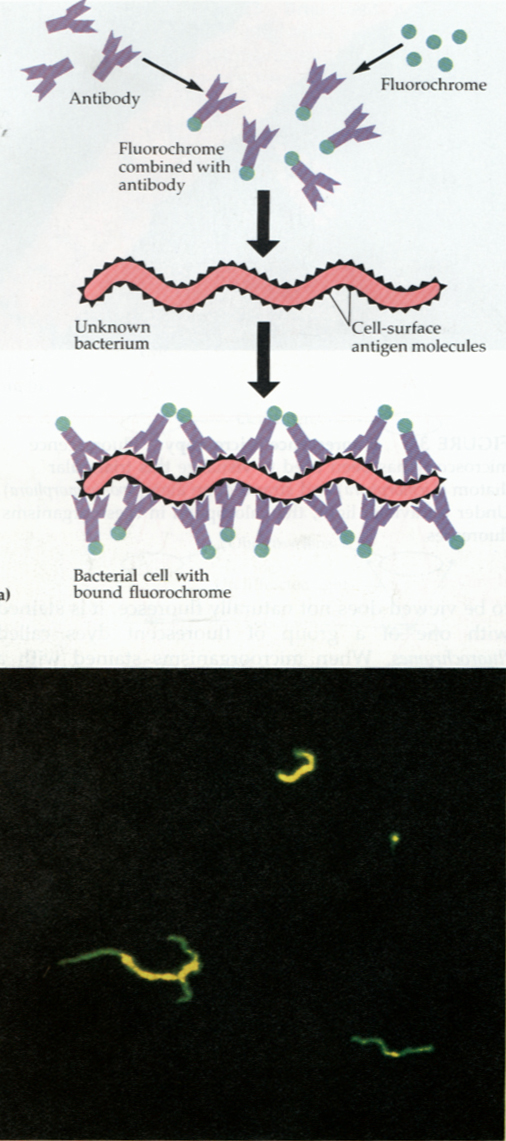 Antibody
Fluorochrome
Fluorochrome
combined with
antibody
Unknown
bacterium
Cell-surface
antigen molecules
Bacterial cell with
bound fluorochrome
a)